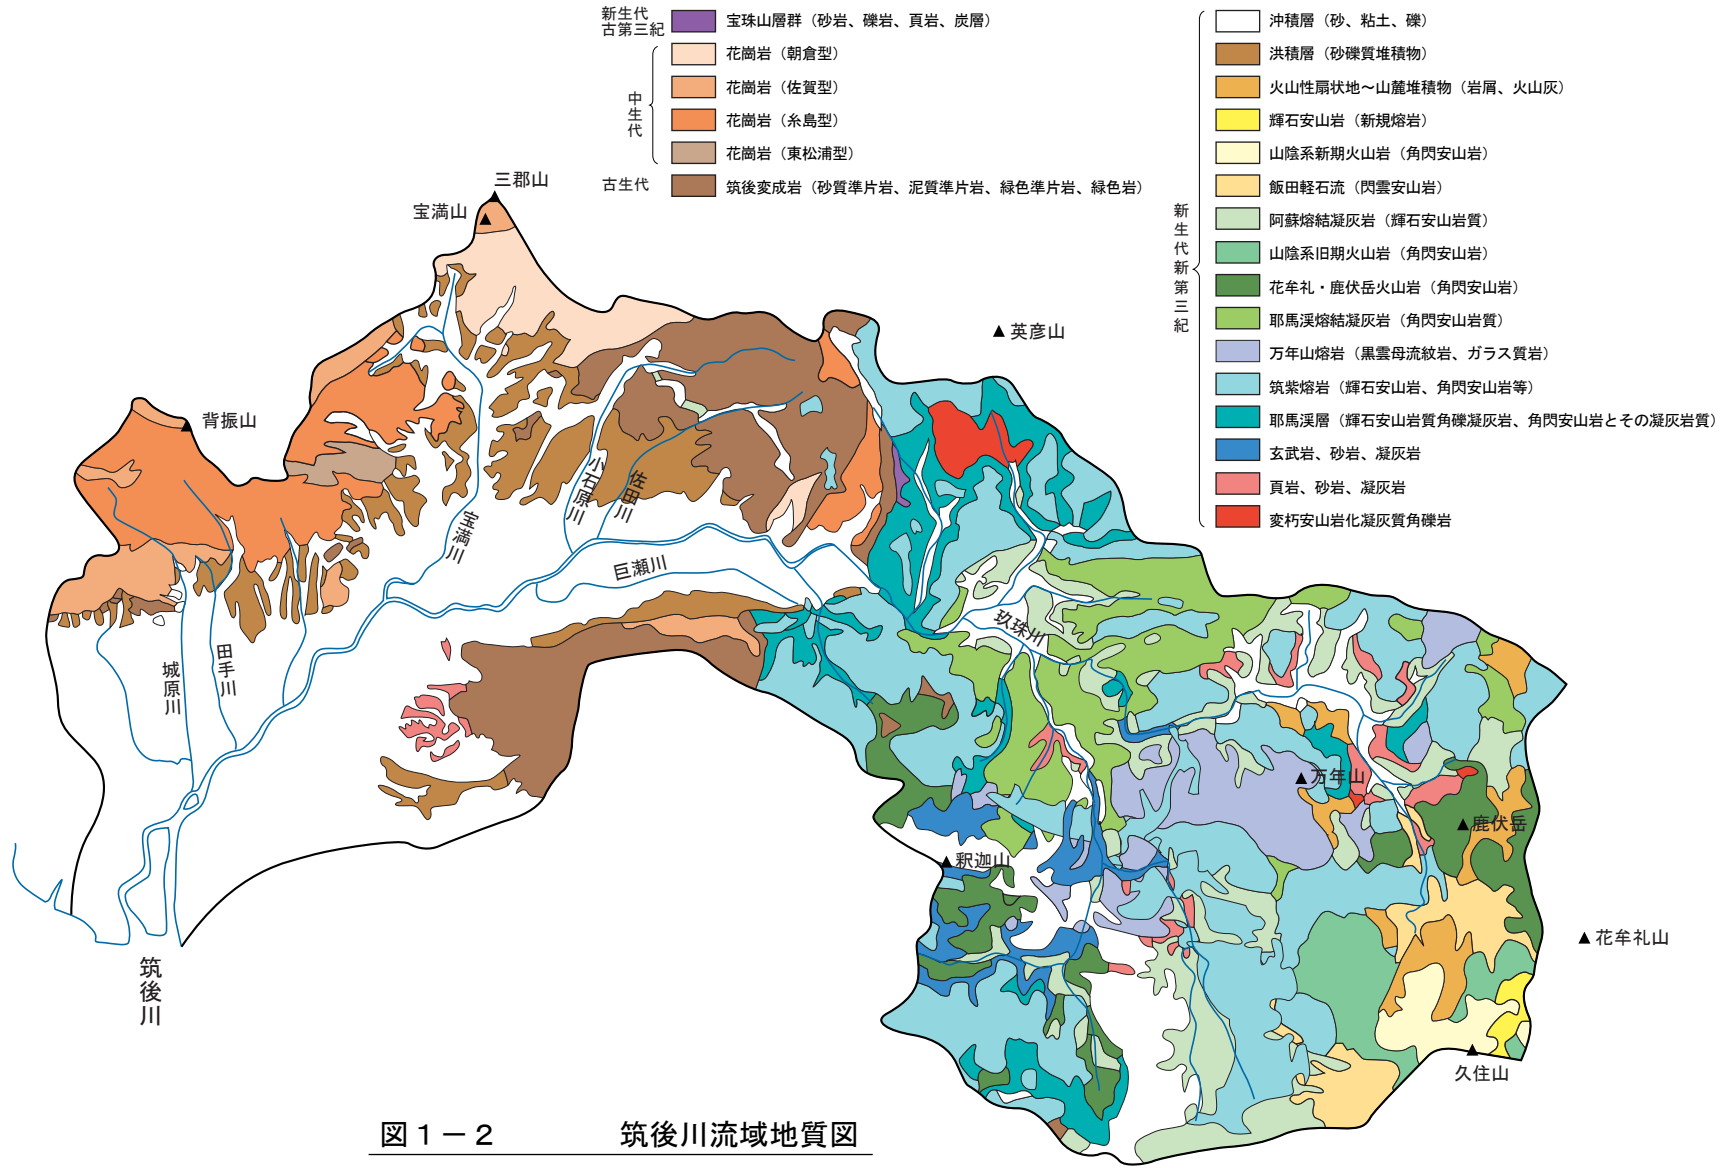 新生代
古第三紀
宝珠山層群（砂岩、礫岩、頁岩、炭層）
中生代
花崗岩（朝倉型）
花崗岩（佐賀型）
花崗岩（糸島型）
花崗岩（東松浦型）
古生代
筑後変成岩（砂質準片岩、泥質準片岩、緑色準片岩、緑色岩）
新生代新第三紀
沖積層（砂、粘土、礫）
洪積層（砂礫質堆積物）
火山性扇状地～山麓堆積物（岩屑、火山灰）
輝石安山岩（新規熔岩）
山陰系新期火山岩（角閃安山岩）
飯田軽石流（閃雲安山岩）
阿蘇熔結凝灰岩（輝石安山岩質）
山陰系旧期火山岩（角閃安山岩）
花牟礼・鹿伏岳火山岩（角閃安山岩）
耶馬渓熔結凝灰岩（角閃安山岩質）
万年山熔岩（黒雲母流紋岩、ガラス質岩）
筑紫熔岩（輝石安山岩、角閃安山岩等）
耶馬渓層（輝石安山岩質角礫凝灰岩、角閃安山岩とその凝灰岩質）
玄武岩、砂岩、凝灰岩
頁岩、砂岩、凝灰岩
変朽安山岩化凝灰質角礫岩
三郡山
宝満山
英彦山
背振山
小石原川
佐田川
宝満川
巨瀬川
玖珠川
城原川
田手川
万年山
鹿伏岳
釈迦山
花牟礼山
筑後川
久住山
図１－２ 筑後川流域地質図